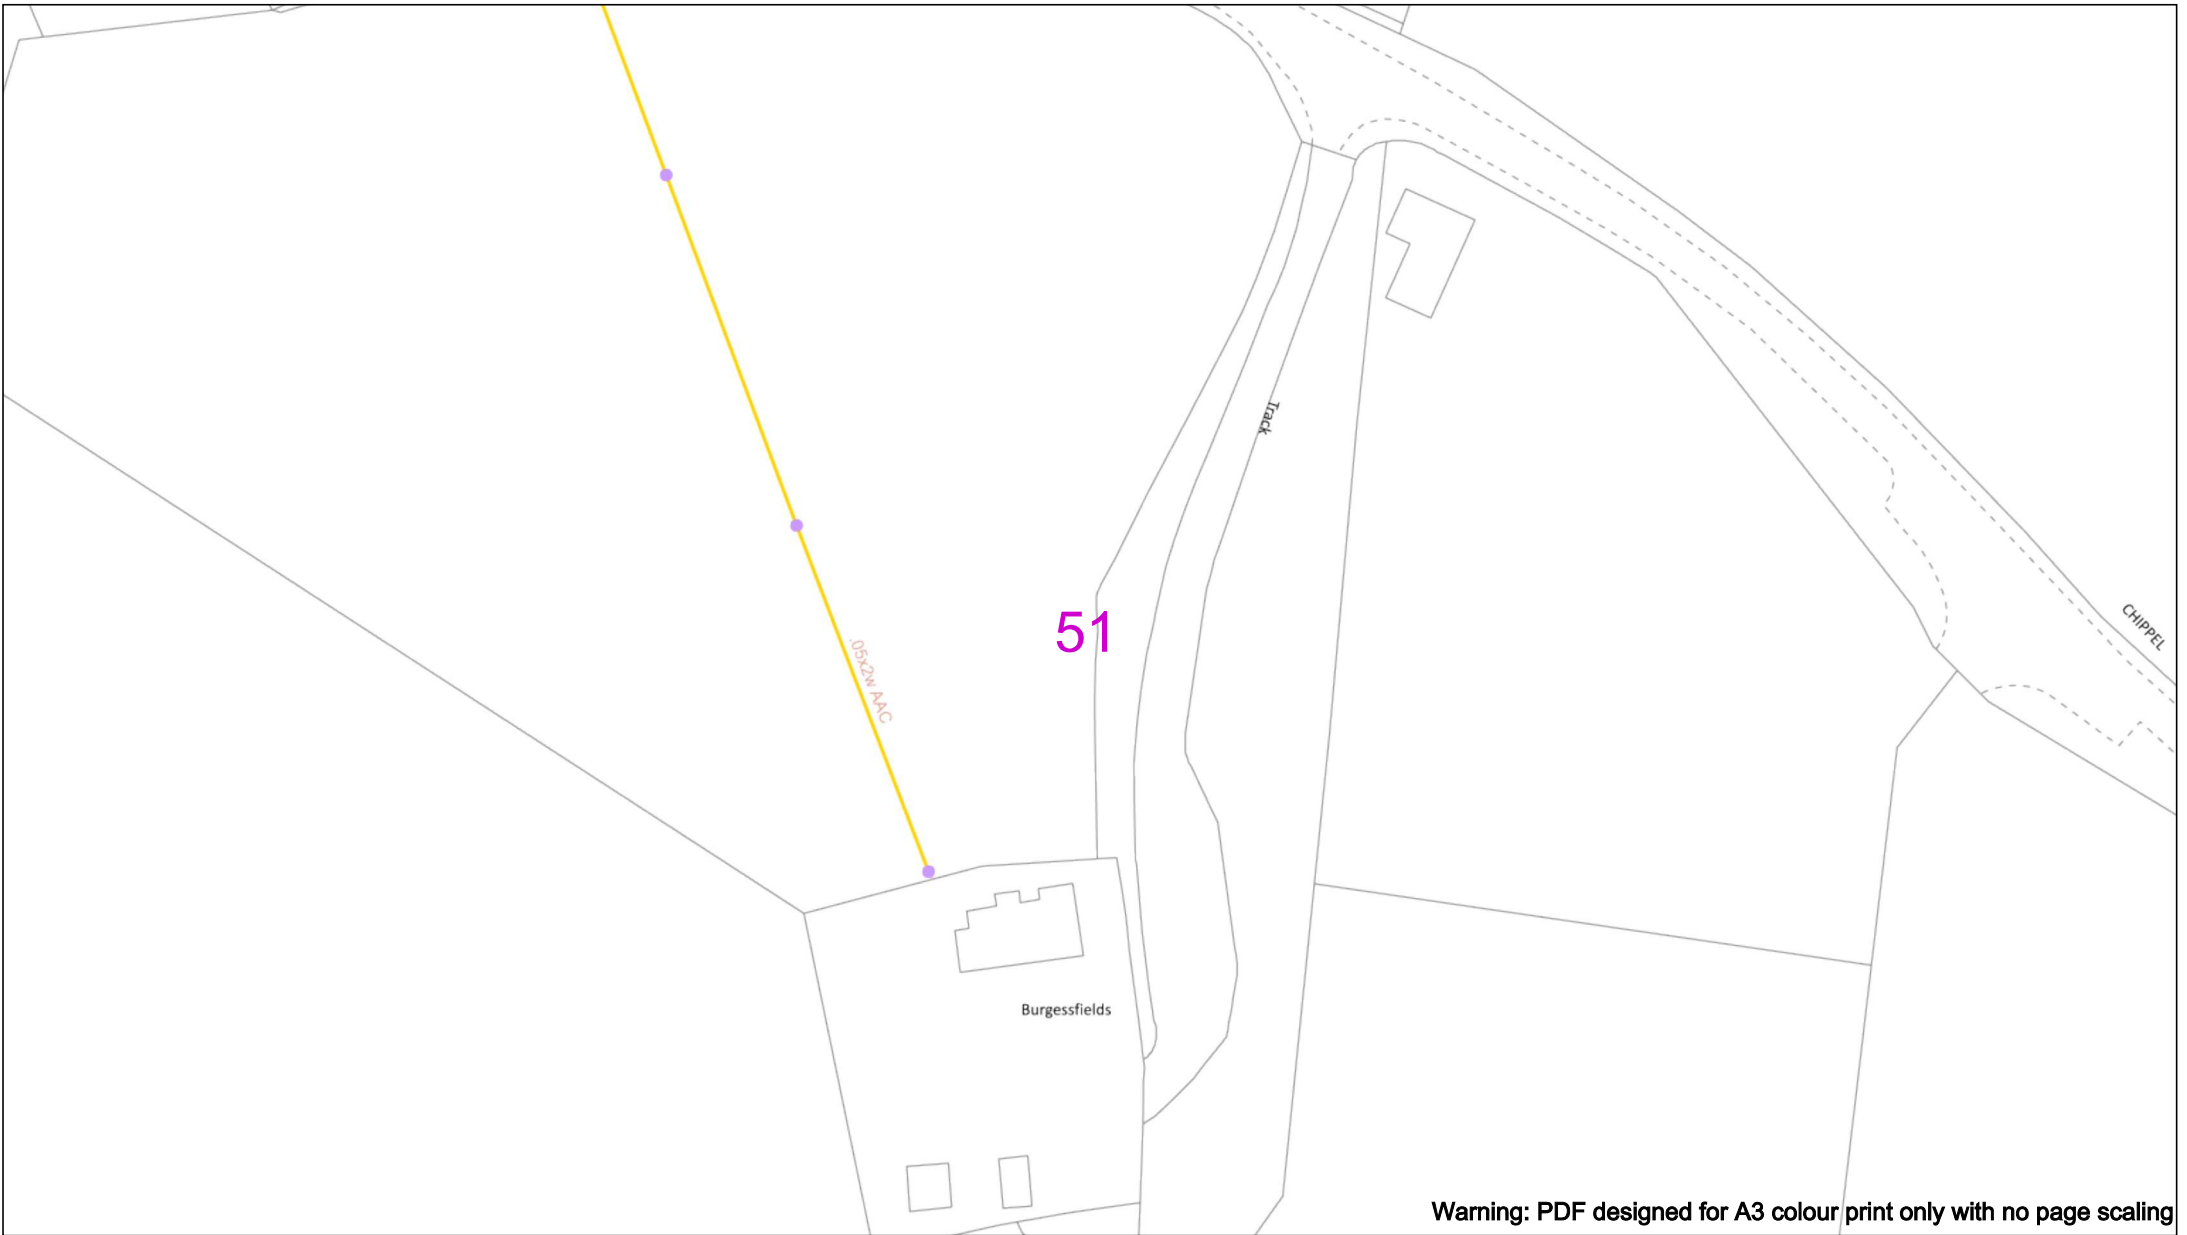 Track
CHIPPEL
51
.05x2w AAC
Burgessfields
Warning: PDF designed for A3 colour print only with no page scaling